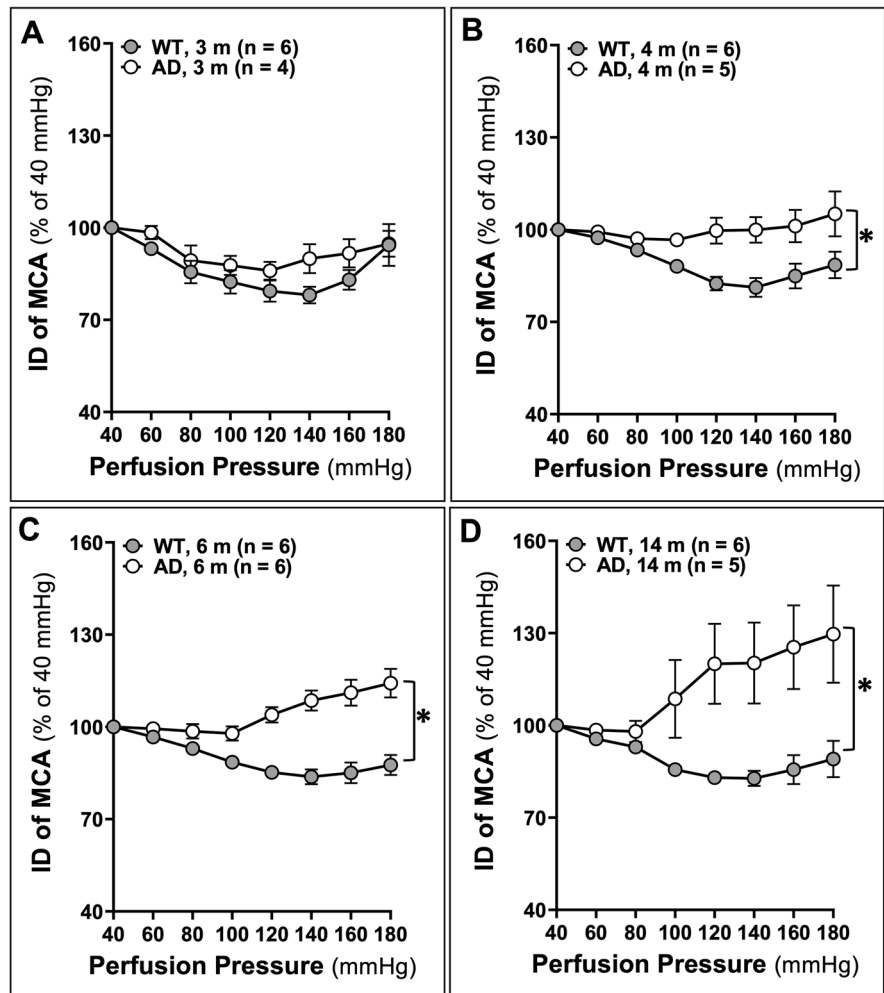 A
WT, 3 m (n = 6)
AD, 3 m (n = 4)
ID of MCA (% of 40 mmHg)
160
130
100
70
40
40 60 80 100 120 140 160 180
Perfusion Pressure (mmHg)
B
WT, 4 m (n = 6)
AD, 4 m (n = 5)
ID of MCA (% of 40 mmHg)
160
130
100
70
40
*
40 60 80 100 120 140 160 180
Perfusion Pressure (mmHg)
C
WT, 6 m (n = 6)
AD, 6 m (n = 6)
ID of MCA (% of 40 mmHg)
160
130
100
70
40
*
40 60 80 100 120 140 160 180
Perfusion Pressure (mmHg)
D
WT, 14 m (n = 6)
AD, 14 m (n = 5)
ID of MCA (% of 40 mmHg)
160
130
100
70
40
*
40 60 80 100 120 140 160 180
Perfusion Pressure (mmHg)